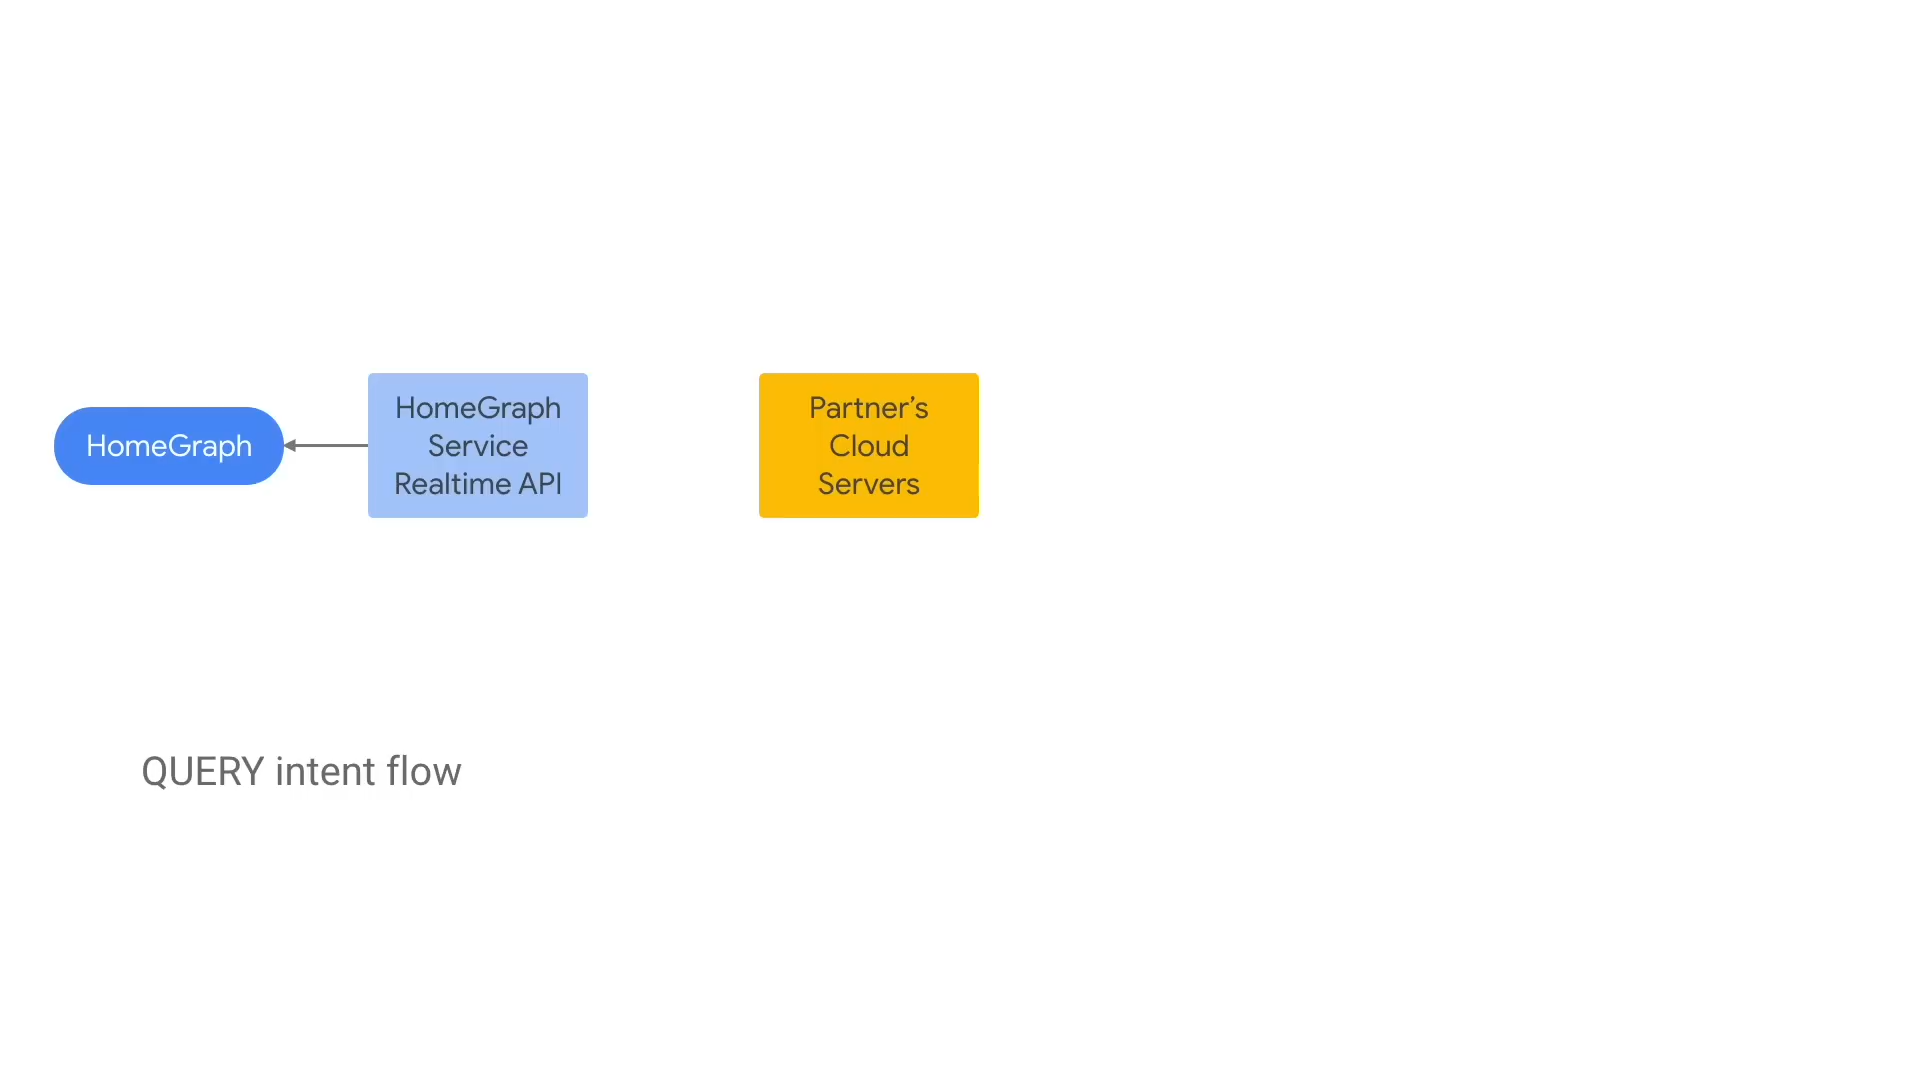 HomeGraph
HomeGraph
Service
Realtime API
Partner’s
Cloud
Servers
QUERY intent flow